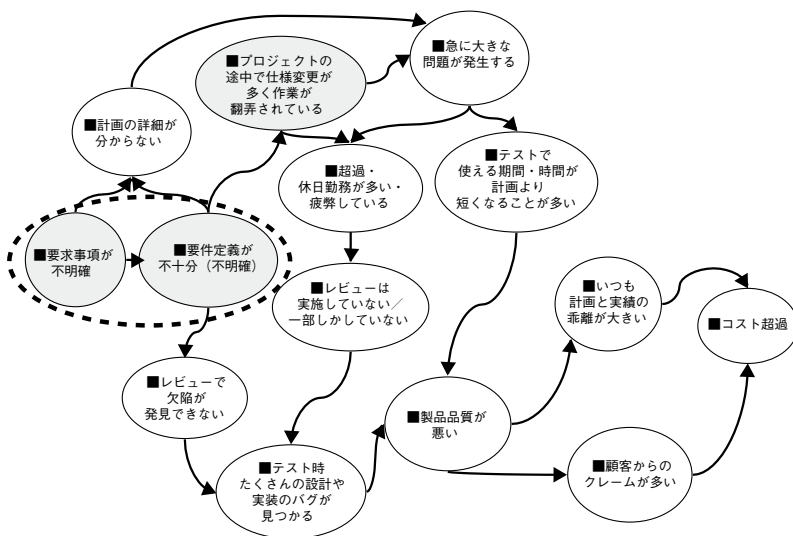 ■急に大きな
問題が発生する
■プロジェクトの
途中で仕様変更が
多く作業が
翻弄されている
■計画の詳細が
分からない
■超過・
休日勤務が多い・
疲弊している
■テストで
使える期間・時間が
計画より
短くなることが多い
■要求事項が
不明確
■要件定義が
不十分（不明確）
■レビューは
実施していない／
一部しかしていない
■いつも
計画と実績の
乖離が大きい
■コスト超過
■レビューで
欠陥が
発見できない
■製品品質が
悪い
■テスト時
たくさんの設計や
実装のバグが
見つかる
■顧客からの
クレームが多い